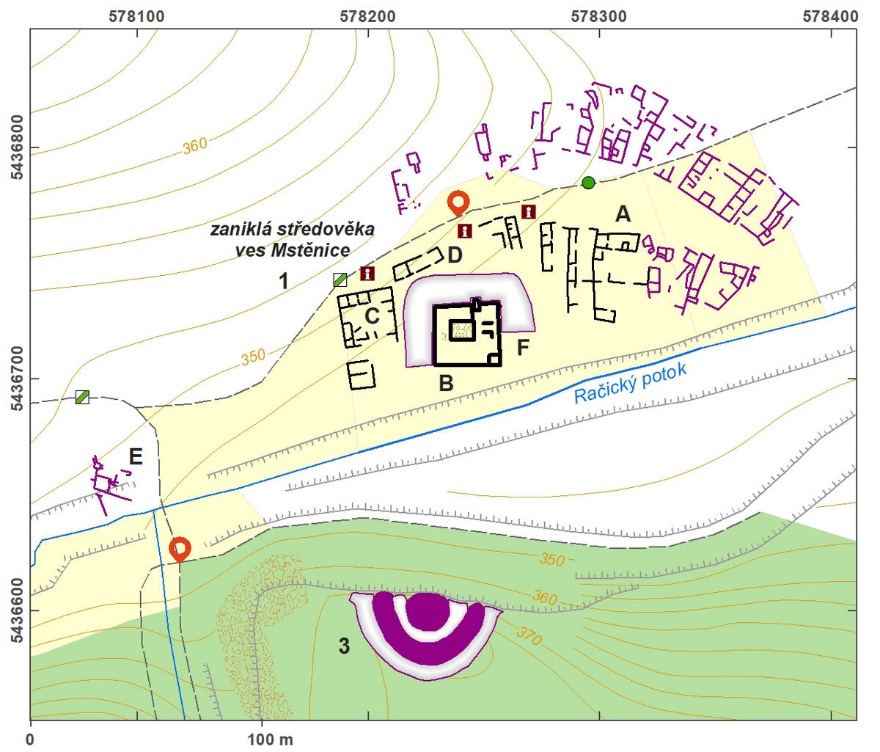 578100 578200 578300 578400
5436800
360
zaniklá středověka
ves Mstěnice
1
A
D
C
F
B
350
5436700
Račický potok
E
350
360
370
5436600
3
0 100 m